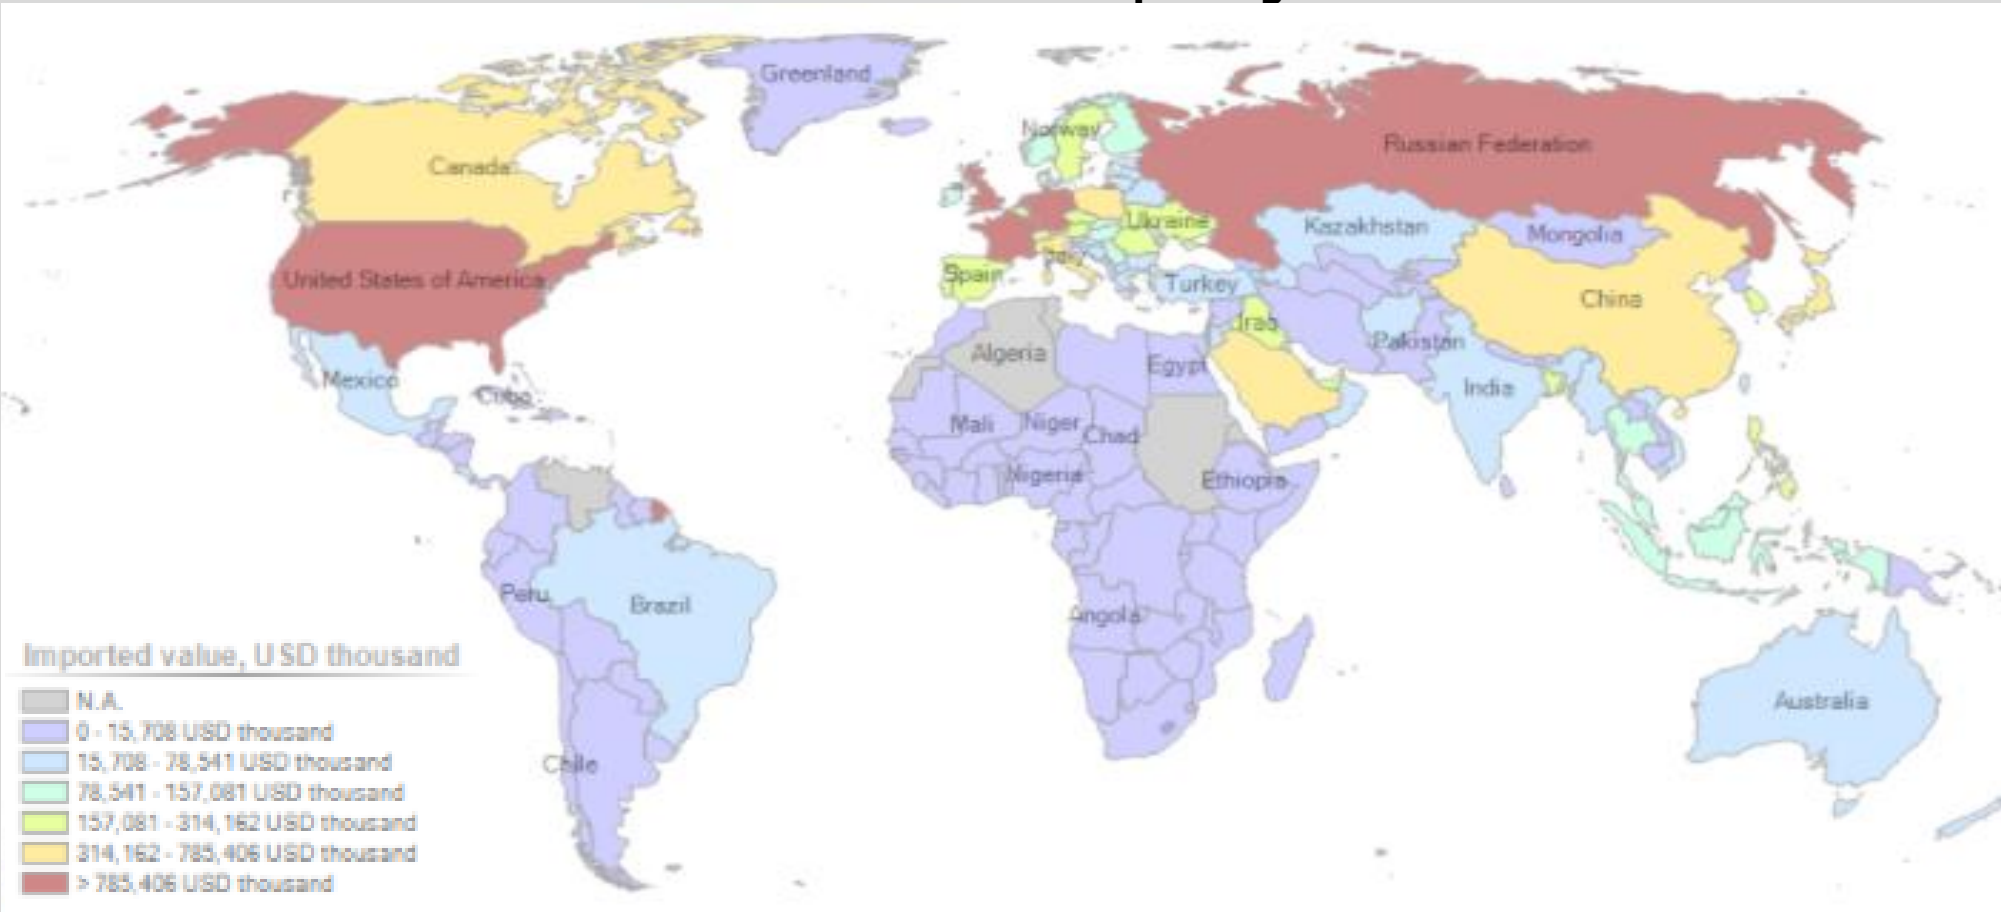 Greenland
Norway
Russian Federation
Canada
Ukraine
Kazakhstan
Mongolia
Italy
Spain
Turkey
United States of America
China
Iraq
Pakistan
Algeria
Egypt
India
Mexico
Cuba
Mali
Niger
Chad
Nigeria
Ethiopia
Peru
Brazil
Angola
Australia
Chile
Imported value, USD thousand
N.A.
0 - 15,708 USD thousand
15,708 - 78,541 USD thousand
78,541 - 157,081 USD thousand
157,081 - 314,162 USD thousand
314,162 - 785,406 USD thousand
> 785,406 USD thousand